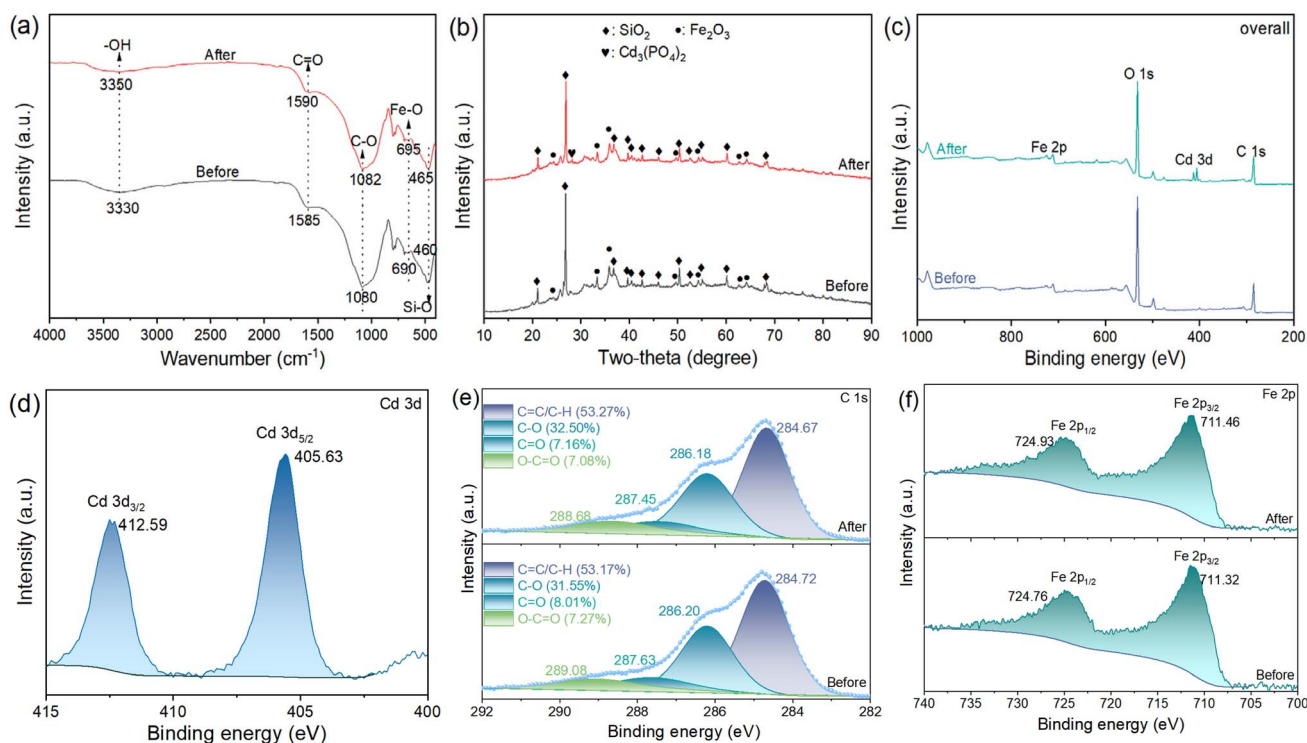 (a)
-OH
After
C=O
3350
1590
Fe-O
C-O
695
1082
465
Before
3330
1585
460
690
1080
Si-O
Intensity (a.u.)
4000 3500 3000 2500 2000 1500 1000 500
Wavenumber (cm⁻¹)
(b)
♦: SiO₂ •: Fe₂O₃
♥: Cd₃(PO₄)₂
After
Before
Intensity (a.u.)
10 20 30 40 50 60 70 80 90
Two-theta (degree)
(c)
overall
O 1s
After
Fe 2p
Cd 3d
C 1s
Before
Intensity (a.u.)
1000 800 600 400 200
Binding energy (eV)
(d)
Cd 3d
Cd 3d₅/₂
405.63
Cd 3d₃/₂
412.59
Intensity (a.u.)
415 410 405 400
Binding energy (eV)
(e)
C 1s
C=C/C-H (53.27%)
C-O (32.50%)
C=O (7.16%)
O-C=O (7.08%)
284.67
286.18
287.45
288.68
After
C=C/C-H (53.17%)
C-O (31.55%)
C=O (8.01%)
O-C=O (7.27%)
284.72
286.20
287.63
289.08
Before
Intensity (a.u.)
292 290 288 286 284 282
Binding energy (eV)
(f)
Fe 2p
Fe 2p₃/₂
711.46
Fe 2p₁/₂
724.93
After
Fe 2p₃/₂
711.32
Fe 2p₁/₂
724.76
Before
Intensity (a.u.)
740 735 730 725 720 715 710 705 700
Binding energy (eV)